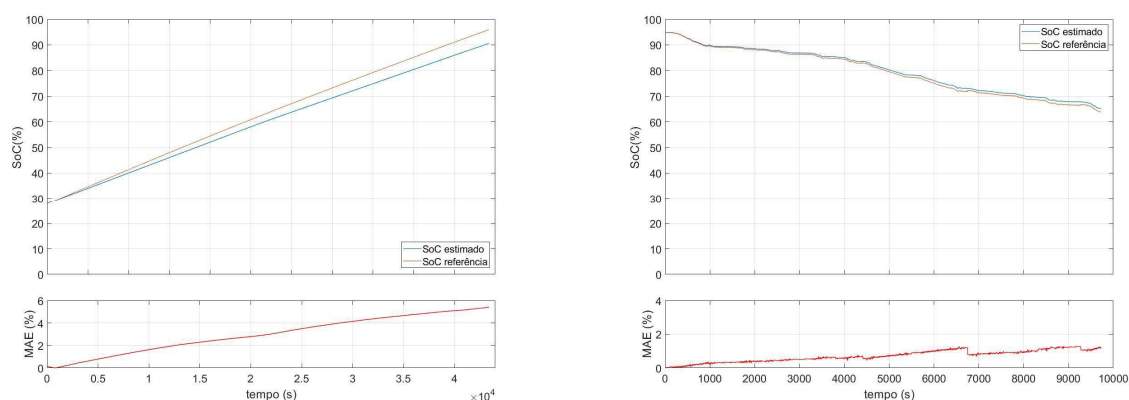 100
90
80
70
60
50
40
30
20
10
0
SoC(%)
SoC estimado
SoC referência
6
4
2
0
MAE (%)
0 0.5 1 1.5 2 2.5 3 3.5 4
tempo (s)
×10⁴
100
90
80
70
60
50
40
30
20
10
0
SoC(%)
SoC estimado
SoC referência
4
2
0
MAE (%)
0 1000 2000 3000 4000 5000 6000 7000 8000 9000 10000
tempo (s)